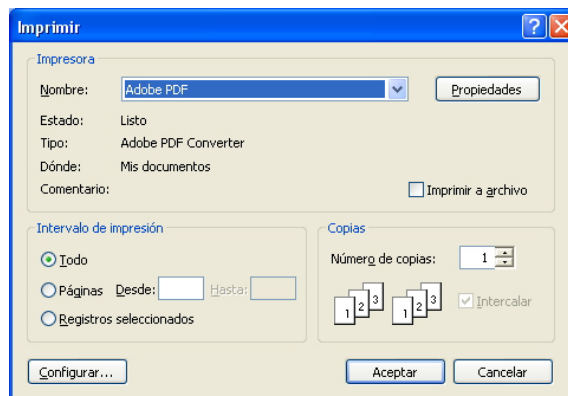 Imprimir
Impresora
Nombre: Adobe PDF Propiedades
Estado: Listo
Tipo: Adobe PDF Converter
Dónde: Mis documentos
Comentario: Imprimir a archivo
Intervalo de impresión
Todo
Páginas Desde: Hasta:
Registros seleccionados
Copias
Número de copias: 1
1 2 3 1 2 3 Intercalar
Configurar... Aceptar Cancelar